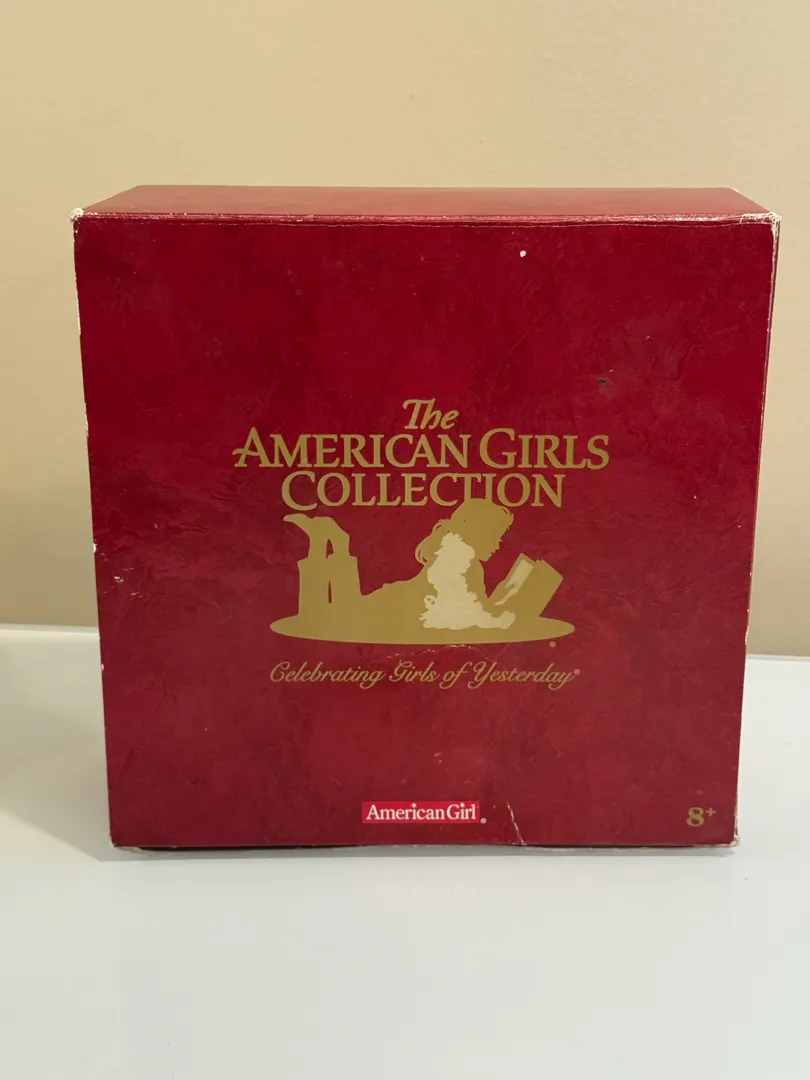 The
AMERICAN GIRLS
COLLECTION
Celebrating Girls of Yesterday®
American Girl®
8+